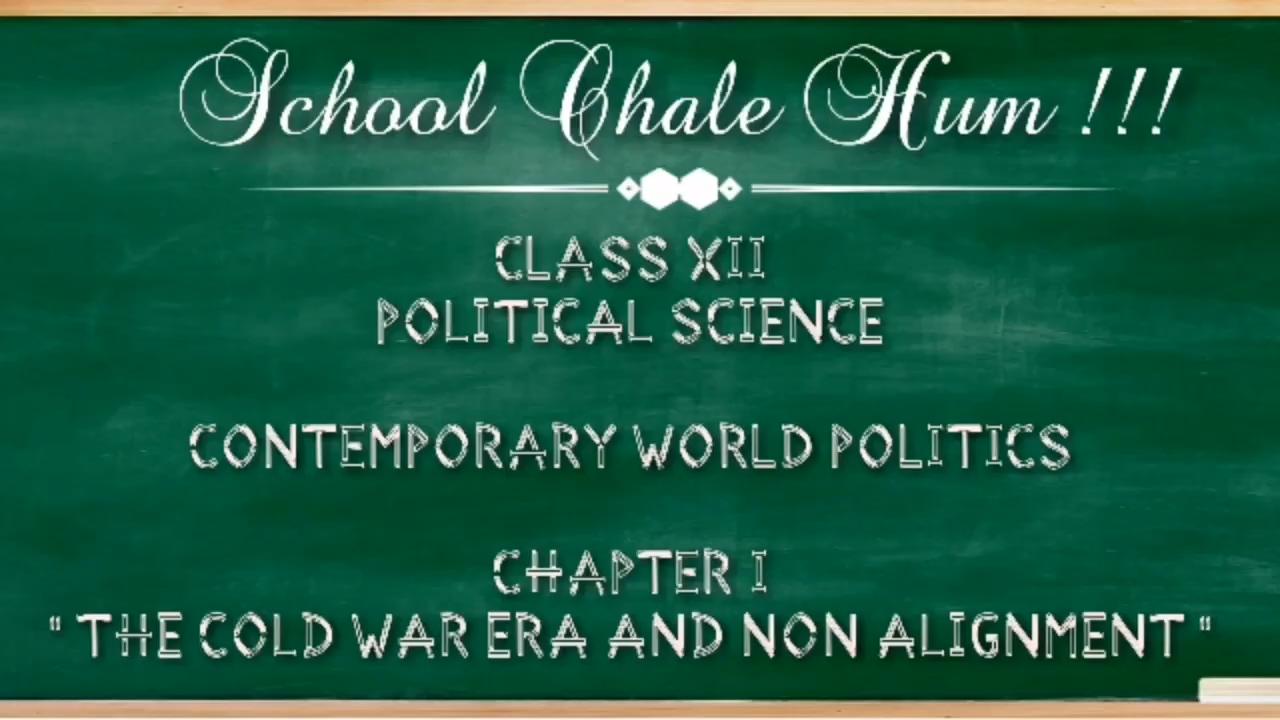 School Chale Hum !!!
CLASS XII
POLITICAL SCIENCE
CONTEMPORARY WORLD POLITICS
CHAPTER I
" THE COLD WAR ERA AND NON ALIGNMENT "